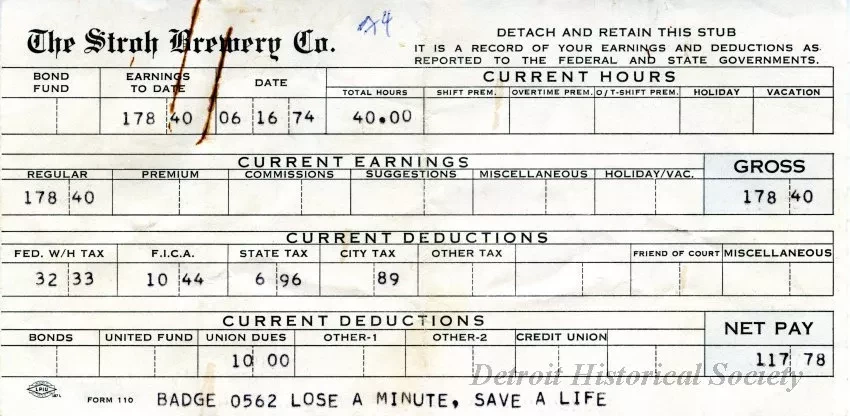 24
The Stroh Brewery Co.
DETACH AND RETAIN THIS STUB
IT IS A RECORD OF YOUR EARNINGS AND DEDUCTIONS AS
REPORTED TO THE FEDERAL AND STATE GOVERNMENTS.
BOND FUND EARNINGS TO DATE DATE CURRENT HOURS
TOTAL HOURS SHIFT PREM. OVERTIME PREM. O/T-SHIFT PREM. HOLIDAY VACATION
178 40 06 16 74 40.00
CURRENT EARNINGS GROSS
REGULAR PREMIUM COMMISSIONS SUGGESTIONS MISCELLANEOUS HOLIDAY/VAC.
178 40 178 40
CURRENT DEDUCTIONS
FED. W/H TAX F.I.C.A. STATE TAX CITY TAX OTHER TAX FRIEND OF COURT MISCELLANEOUS
32 33 10 44 6 96 89
CURRENT DEDUCTIONS NET PAY
BONDS UNITED FUND UNION DUES OTHER-1 OTHER-2 CREDIT UNION
10 00 117 78
Detroit Historical Society
FORM 110 BADGE 0562 LOSE A MINUTE, SAVE A LIFE